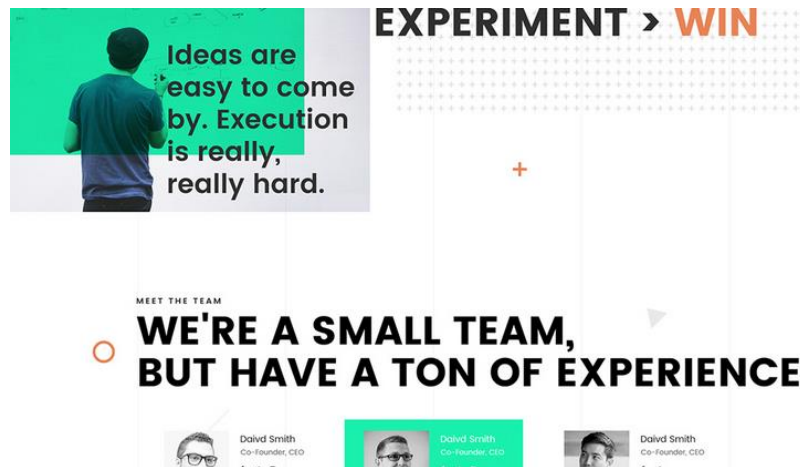 EXPERIMENT > WIN
Ideas are
easy to come
by. Execution
is really,
really hard.
MEET THE TEAM
WE'RE A SMALL TEAM,
BUT HAVE A TON OF EXPERIENCE
Daivd Smith
Co-Founder, CEO
Daivd Smith
Co-Founder, CEO
Daivd Smith
Co-Founder, CEO